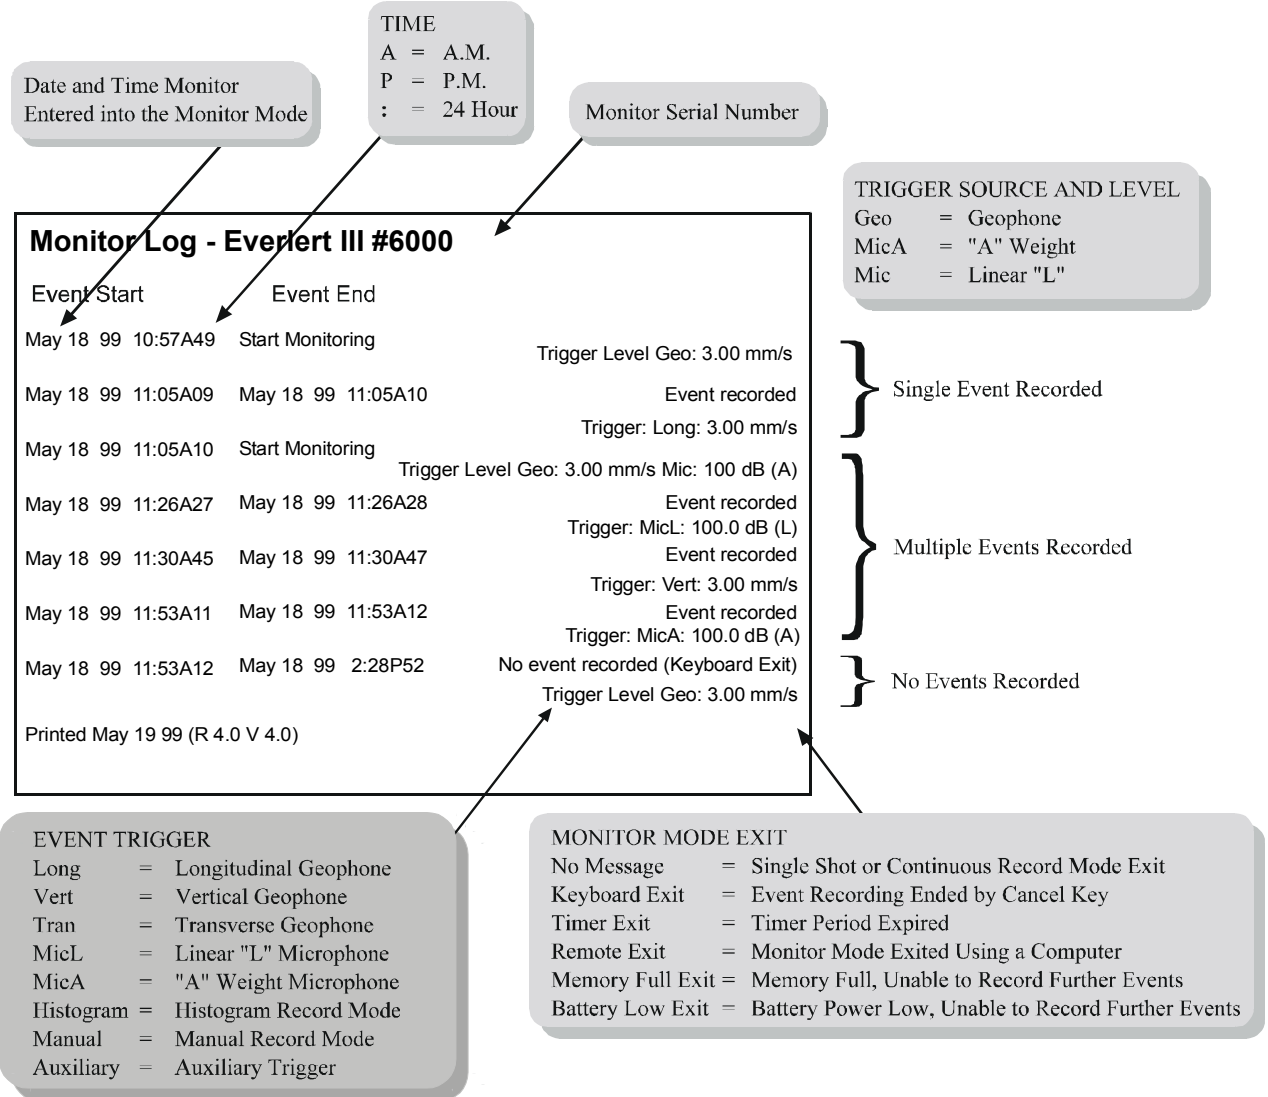 TIME
A = A.M.
P = P.M.
: = 24 Hour
Date and Time Monitor
Entered into the Monitor Mode
Monitor Serial Number
TRIGGER SOURCE AND LEVEL
Geo = Geophone
MicA = "A" Weight
Mic = Linear "L"
Monitor Log - Everlert III #6000
Event Start Event End
May 18 99 10:57A49 Start Monitoring
Trigger Level Geo: 3.00 mm/s
May 18 99 11:05A09 May 18 99 11:05A10 Event recorded
Trigger: Long: 3.00 mm/s
Single Event Recorded
May 18 99 11:05A10 Start Monitoring
Trigger Level Geo: 3.00 mm/s Mic: 100 dB (A)
May 18 99 11:26A27 May 18 99 11:26A28 Event recorded
Trigger: MicL: 100.0 dB (L)
May 18 99 11:30A45 May 18 99 11:30A47 Event recorded
Trigger: Vert: 3.00 mm/s
May 18 99 11:53A11 May 18 99 11:53A12 Event recorded
Trigger: MicA: 100.0 dB (A)
Multiple Events Recorded
May 18 99 11:53A12 May 18 99 2:28P52 No event recorded (Keyboard Exit)
Trigger Level Geo: 3.00 mm/s
No Events Recorded
Printed May 19 99 (R 4.0 V 4.0)
EVENT TRIGGER
Long = Longitudinal Geophone
Vert = Vertical Geophone
Tran = Transverse Geophone
MicL = Linear "L" Microphone
MicA = "A" Weight Microphone
Histogram = Histogram Record Mode
Manual = Manual Record Mode
Auxiliary = Auxiliary Trigger
MONITOR MODE EXIT
No Message = Single Shot or Continuous Record Mode Exit
Keyboard Exit = Event Recording Ended by Cancel Key
Timer Exit = Timer Period Expired
Remote Exit = Monitor Mode Exited Using a Computer
Memory Full Exit = Memory Full, Unable to Record Further Events
Battery Low Exit = Battery Power Low, Unable to Record Further Events